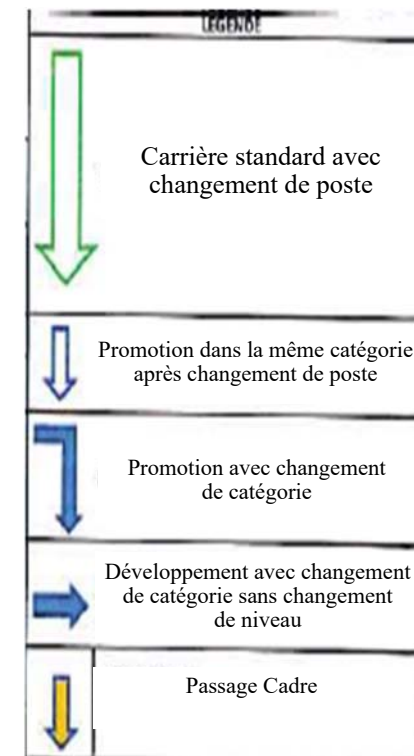 LEGENDE
Carrière standard avec
changement de poste
Promotion dans la même catégorie
après changement de poste
Promotion avec changement
de catégorie
Développement avec changement
de catégorie sans changement
de niveau
Passage Cadre